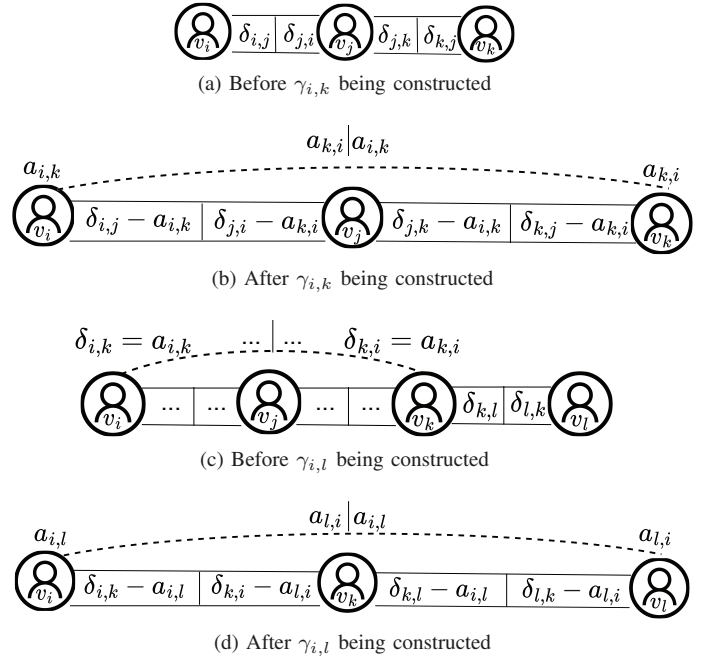 v_i δ_{i,j} | δ_{j,i} v_j δ_{j,k} | δ_{k,j} v_k
(a) Before γ_{i,k} being constructed
a_{k,i} | a_{i,k}
a_{i,k} a_{k,i}
v_i δ_{i,j} − a_{i,k} | δ_{j,i} − a_{k,i} v_j δ_{j,k} − a_{i,k} | δ_{k,j} − a_{k,i} v_k
(b) After γ_{i,k} being constructed
δ_{i,k} = a_{i,k} ... | ... δ_{k,i} = a_{k,i}
v_i ... | ... v_j ... | ... v_k δ_{k,l} | δ_{l,k} v_l
(c) Before γ_{i,l} being constructed
a_{l,i} | a_{i,l}
a_{i,l} a_{l,i}
v_i δ_{i,k} − a_{i,l} | δ_{k,i} − a_{l,i} v_k δ_{k,l} − a_{i,l} | δ_{l,k} − a_{l,i} v_l
(d) After γ_{i,l} being constructed